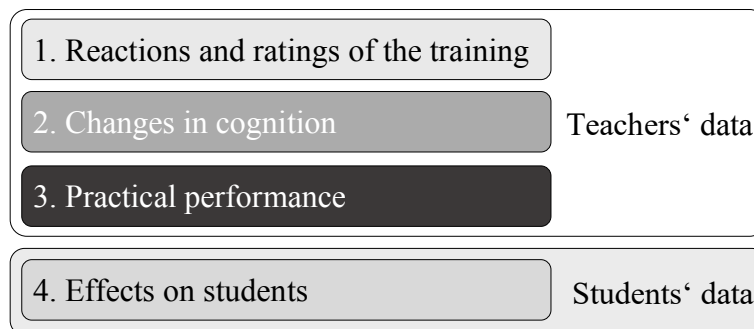 1. Reactions and ratings of the training
2. Changes in cognition
Teachers‘ data
3. Practical performance
4. Effects on students
Students‘ data